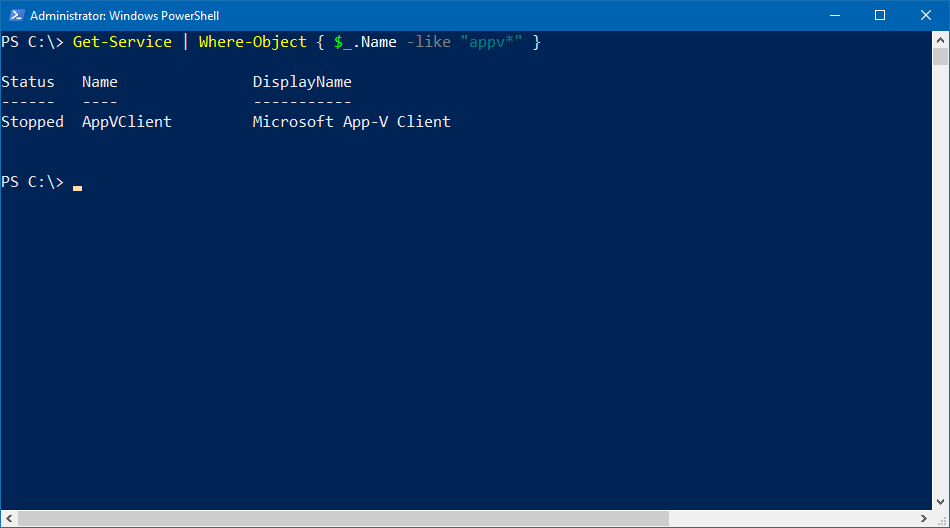 Administrator: Windows PowerShell
PS C:\> Get-Service | Where-Object { $_.Name -like "appv*" }
Status   Name               DisplayName
------   ----               -----------
Stopped  AppVClient         Microsoft App-V Client
PS C:\>